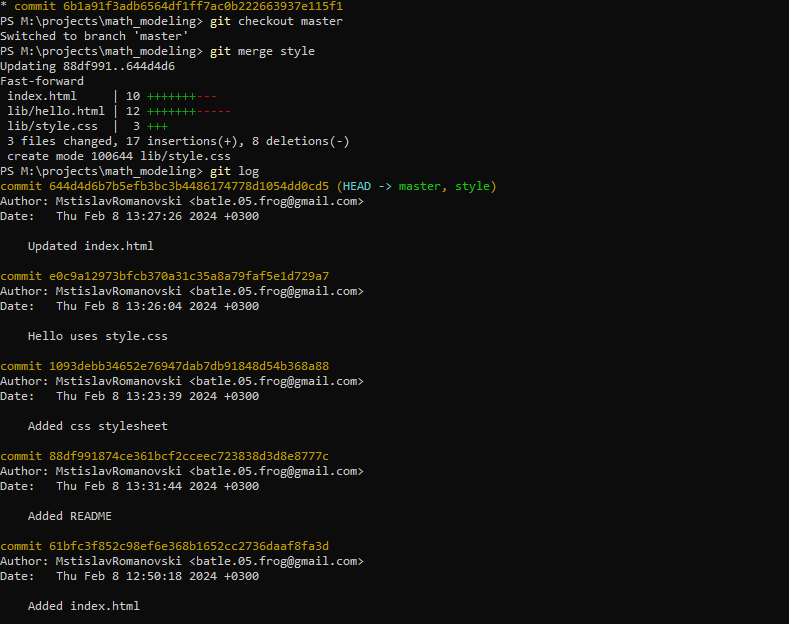 * commit 6b1a91f3adb6564df1ff7ac0b222663937e115f1
PS M:\projects\math_modeling> git checkout master
Switched to branch 'master'
PS M:\projects\math_modeling> git merge style
Updating 88df991..644d4d6
Fast-forward
 index.html     | 10 +++++++---
 lib/hello.html | 12 +++++++-----
 lib/style.css  |  3 +++
 3 files changed, 17 insertions(+), 8 deletions(-)
 create mode 100644 lib/style.css
PS M:\projects\math_modeling> git log
commit 644d4d6b7b5efb3bc3b4486174778d1054dd0cd5 (HEAD -> master, style)
Author: MstislavRomanovski <batle.05.frog@gmail.com>
Date:   Thu Feb 8 13:27:26 2024 +0300
    Updated index.html
commit e0c9a12973bfcb370a31c35a8a79faf5e1d729a7
Author: MstislavRomanovski <batle.05.frog@gmail.com>
Date:   Thu Feb 8 13:26:04 2024 +0300
    Hello uses style.css
commit 1093debb34652e76947dab7db91848d54b368a88
Author: MstislavRomanovski <batle.05.frog@gmail.com>
Date:   Thu Feb 8 13:23:39 2024 +0300
    Added css stylesheet
commit 88df991874ce361bcf2cceec723838d3d8e8777c
Author: MstislavRomanovski <batle.05.frog@gmail.com>
Date:   Thu Feb 8 13:31:44 2024 +0300
    Added README
commit 61bfc3f852c98ef6e368b1652cc2736daaf8fa3d
Author: MstislavRomanovski <batle.05.frog@gmail.com>
Date:   Thu Feb 8 12:50:18 2024 +0300
    Added index.html